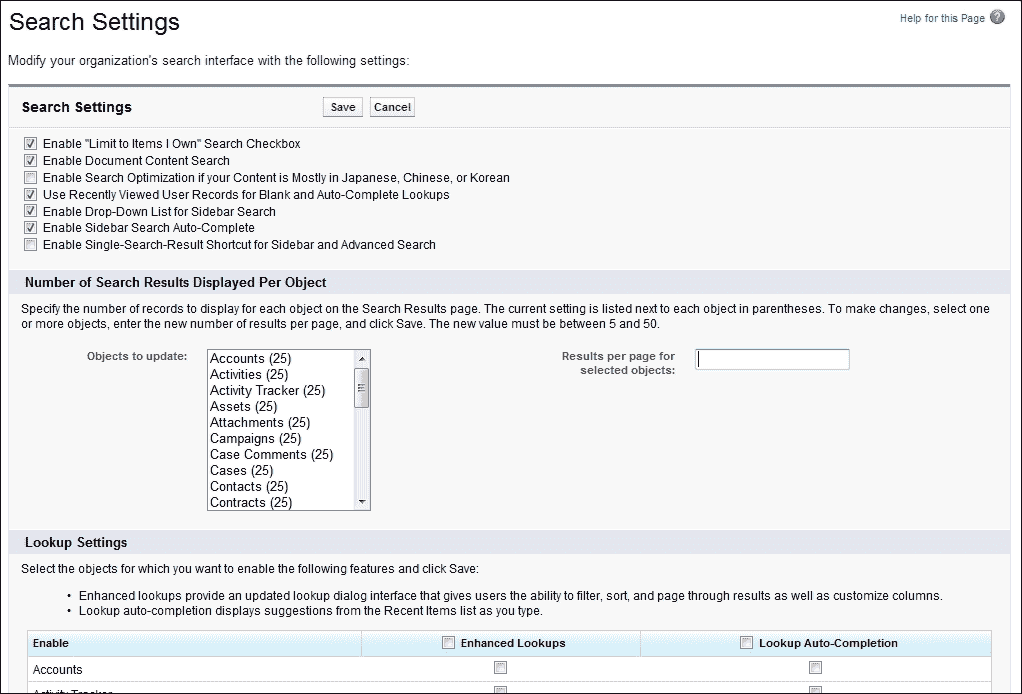 Search Settings
Help for this Page
Modify your organization's search interface with the following settings:
Search Settings
Save
Cancel
Enable "Limit to Items I Own" Search Checkbox
Enable Document Content Search
Enable Search Optimization if your Content is Mostly in Japanese, Chinese, or Korean
Use Recently Viewed User Records for Blank and Auto-Complete Lookups
Enable Drop-Down List for Sidebar Search
Enable Sidebar Search Auto-Complete
Enable Single-Search-Result Shortcut for Sidebar and Advanced Search
Number of Search Results Displayed Per Object
Specify the number of records to display for each object on the Search Results page. The current setting is listed next to each object in parentheses. To make changes, select one
or more objects, enter the new number of results per page, and click Save. The new value must be between 5 and 50.
Objects to update:
Accounts (25)
Activities (25)
Activity Tracker (25)
Assets (25)
Attachments (25)
Campaigns (25)
Case Comments (25)
Cases (25)
Contacts (25)
Contracts (25)
Results per page for
selected objects:
Lookup Settings
Select the objects for which you want to enable the following features and click Save:
• Enhanced lookups provide an updated lookup dialog interface that gives users the ability to filter, sort, and page through results as well as customize columns.
• Lookup auto-completion displays suggestions from the Recent Items list as you type.
Enable
Enhanced Lookups
Lookup Auto-Completion
Accounts
Activity Tracker